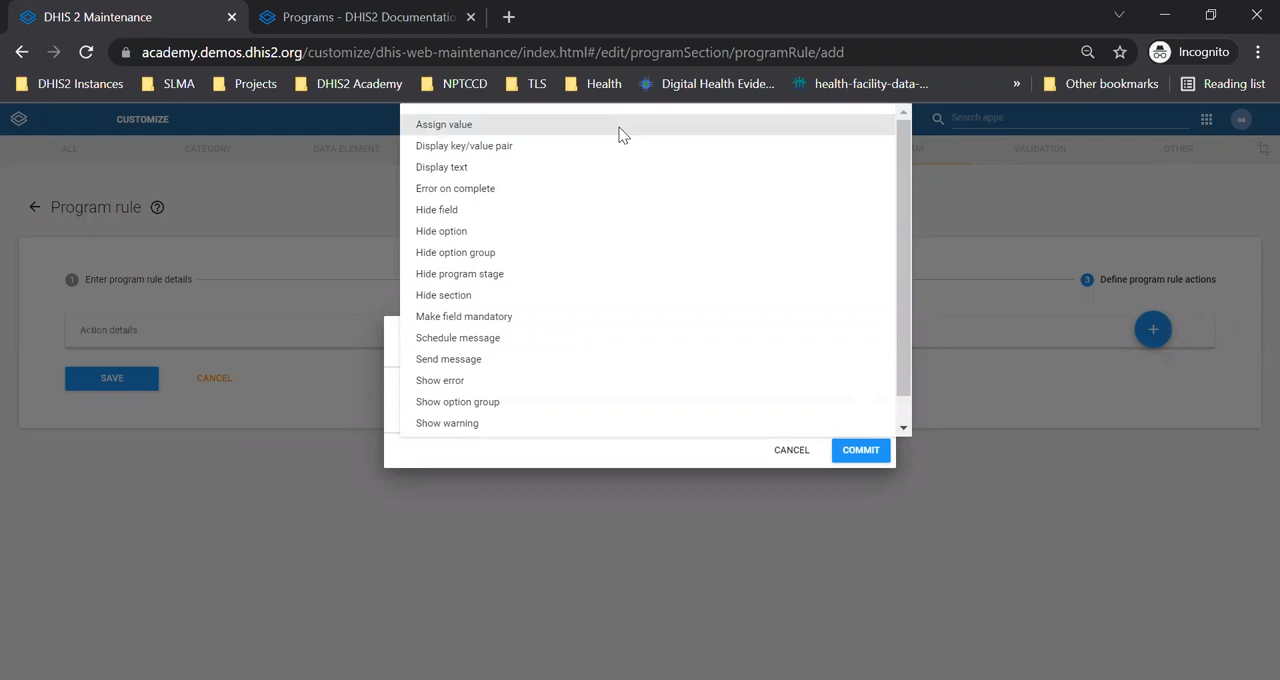 DHIS 2 Maintenance
Programs - DHIS2 Documentatio
academy.demos.dhis2.org/customize/dhis-web-maintenance/index.html#/edit/programSection/programRule/add
Incognito
DHIS2 Instances
SLMA
Projects
DHIS2 Academy
NPTCCD
TLS
Health
Digital Health Evide...
health-facility-data-...
»
Other bookmarks
Reading list
CUSTOMIZE
Search apps
aa
ALL
CATEGORY
DATA ELEMENT
AM
VALIDATION
OTHER
Program rule
1 Enter program rule details
3 Define program rule actions
Action details
SAVE
CANCEL
Assign value
Display key/value pair
Display text
Error on complete
Hide field
Hide option
Hide option group
Hide program stage
Hide section
Make field mandatory
Schedule message
Send message
Show error
Show option group
Show warning
CANCEL
COMMIT